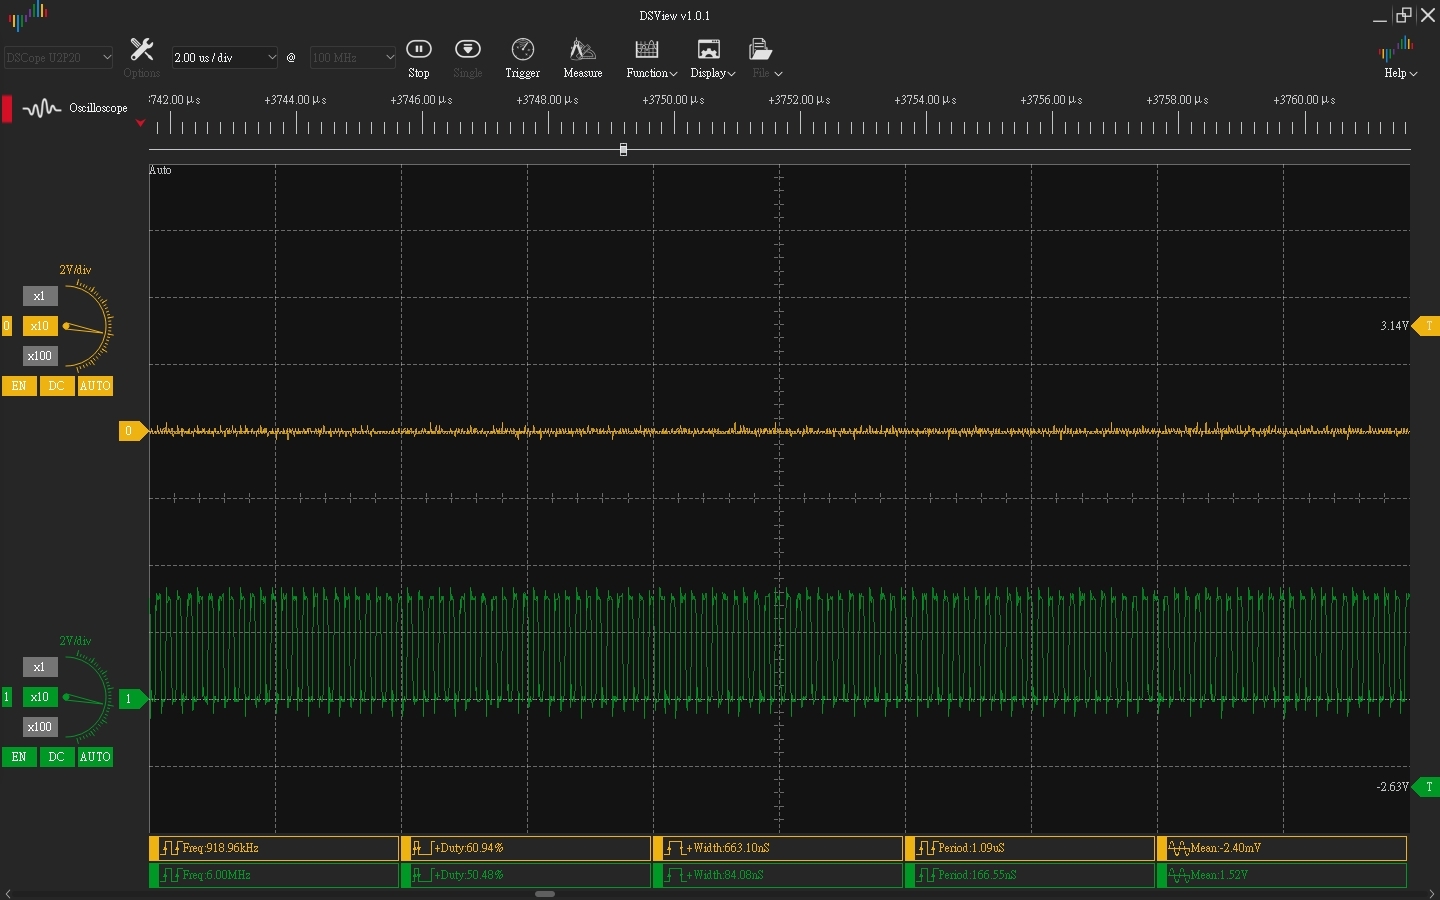 DSView v1.0.1
DSCope U2P20
Options
2.00 us / div
@
100 MHz
Stop
Single
Trigger
Measure
Function
Display
File
Help
Oscilloscope
742.00 μs
+3744.00 μs
+3746.00 μs
+3748.00 μs
+3750.00 μs
+3752.00 μs
+3754.00 μs
+3756.00 μs
+3758.00 μs
+3760.00 μs
Auto
2V/div
x1
0
x10
x100
EN
DC
AUTO
0
3.14V
T
2V/div
x1
1
x10
x100
EN
DC
AUTO
1
-2.63V
T
Freq:918.96kHz
+Duty:60.94%
+Width:663.10nS
Period:1.09uS
Mean:-2.40mV
Freq:6.00MHz
+Duty:50.48%
+Width:84.08nS
Period:166.55nS
Mean:1.52V